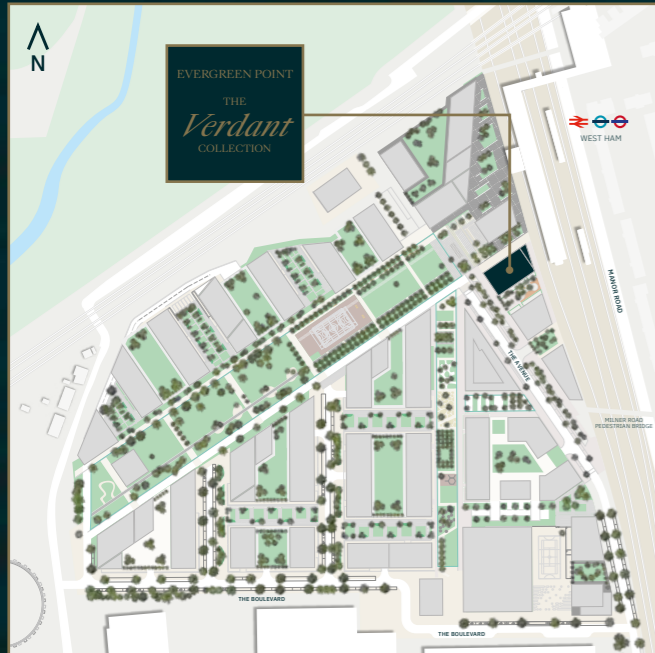 N
EVERGREEN POINT
THE
Verdant
COLLECTION
WEST HAM
MANOR ROAD
THE AVENUE
MILNER ROAD
PEDESTRIAN BRIDGE
THE BOULEVARD
THE BOULEVARD